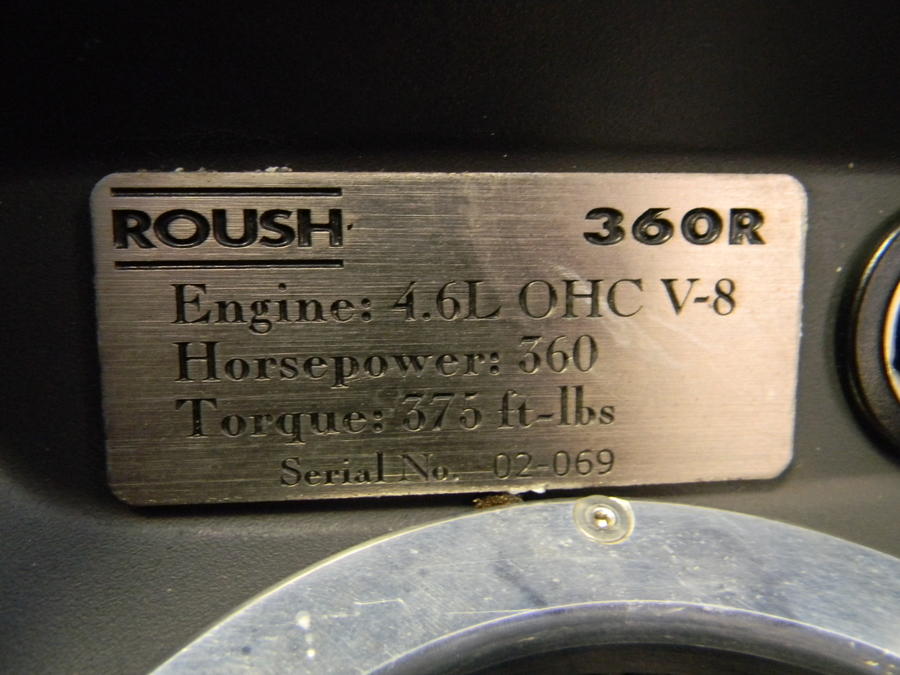 ROUSH 360R
Engine: 4.6L OHC V-8
Horsepower: 360
Torque: 375 ft-lbs
Serial No. 02-069